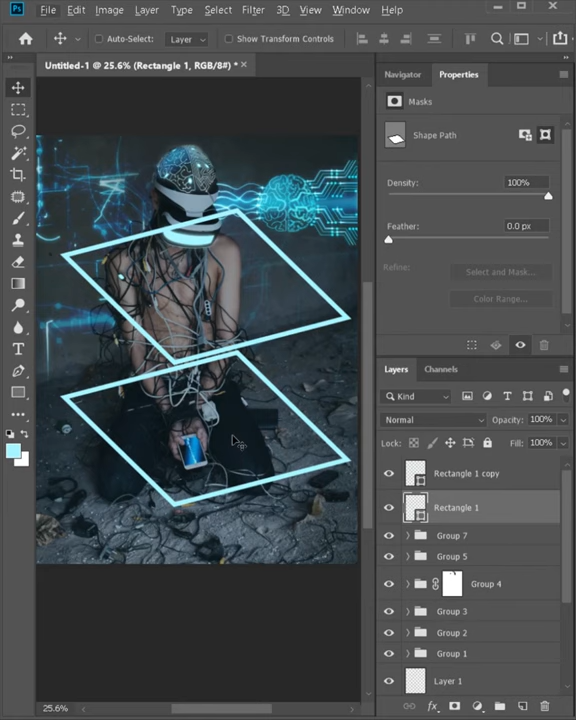 Ps File Edit Image Layer Type Select Filter 3D View Window Help
Auto-Select: Layer Show Transform Controls
Untitled-1 @ 25.6% (Rectangle 1, RGB/8#) * ×
Navigator Properties
Masks
Shape Path
Density: 100%
Feather: 0.0 px
Refine:
Select and Mask...
Color Range...
Layers Channels
Kind
Normal Opacity: 100%
Lock: Fill: 100%
Rectangle 1 copy
Rectangle 1
Group 7
Group 5
Group 4
Group 3
Group 2
Group 1
Layer 1
25.6%
fx